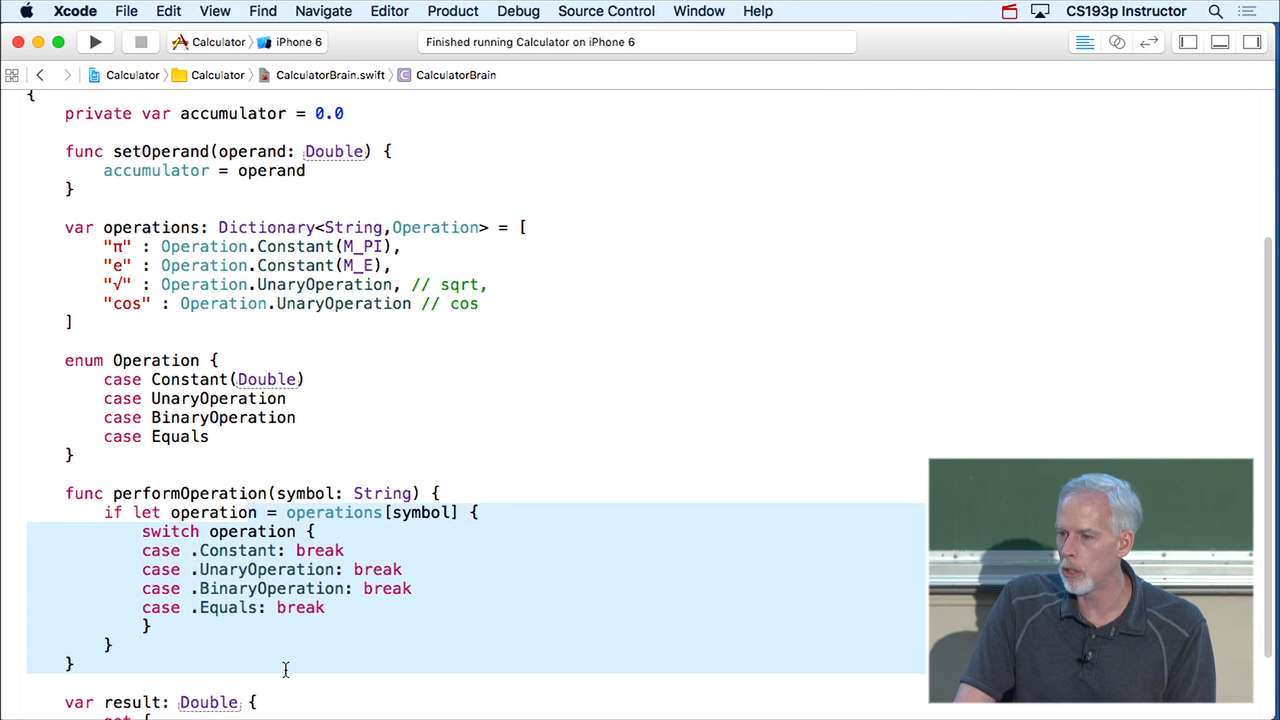 Xcode File Edit View Find Navigate Editor Product Debug Source Control Window Help CS193p Instructor
Calculator iPhone 6 Finished running Calculator on iPhone 6
Calculator Calculator CalculatorBrain.swift C CalculatorBrain
{
private var accumulator = 0.0
func setOperand(operand: Double) {
accumulator = operand
}
var operations: Dictionary<String,Operation> = [
"π" : Operation.Constant(M_PI),
"e" : Operation.Constant(M_E),
"√" : Operation.UnaryOperation, // sqrt,
"cos" : Operation.UnaryOperation // cos
]
enum Operation {
case Constant(Double)
case UnaryOperation
case BinaryOperation
case Equals
}
func performOperation(symbol: String) {
if let operation = operations[symbol] {
switch operation {
case .Constant: break
case .UnaryOperation: break
case .BinaryOperation: break
case .Equals: break
}
}
}
var result: Double {
get {